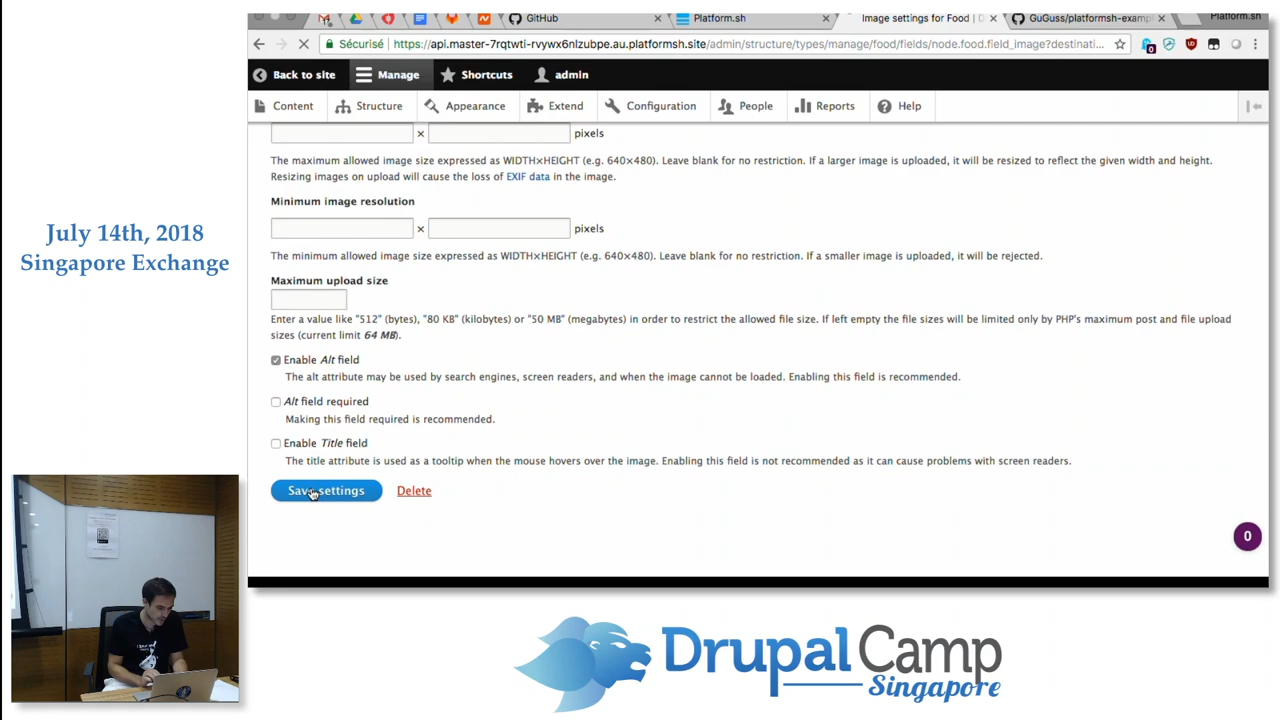 GitHub
Platform.sh
Image settings for Food | D
GuGuss/platformsh-exampl
Platform.sh
Sécurisé
https://api.master-7rqtwti-rvywx6nlzubpe.au.platformsh.site/admin/structure/types/manage/food/fields/node.food.field_image?destinati...
Back to site
Manage
Shortcuts
admin
Content
Structure
Appearance
Extend
Configuration
People
Reports
Help
× pixels
The maximum allowed image size expressed as WIDTH×HEIGHT (e.g. 640×480). Leave blank for no restriction. If a larger image is uploaded, it will be resized to reflect the given width and height.
Resizing images on upload will cause the loss of EXIF data in the image.
Minimum image resolution
× pixels
The minimum allowed image size expressed as WIDTH×HEIGHT (e.g. 640×480). Leave blank for no restriction. If a smaller image is uploaded, it will be rejected.
Maximum upload size
Enter a value like "512" (bytes), "80 KB" (kilobytes) or "50 MB" (megabytes) in order to restrict the allowed file size. If left empty the file sizes will be limited only by PHP's maximum post and file upload
sizes (current limit 64 MB).
Enable Alt field
The alt attribute may be used by search engines, screen readers, and when the image cannot be loaded. Enabling this field is recommended.
Alt field required
Making this field required is recommended.
Enable Title field
The title attribute is used as a tooltip when the mouse hovers over the image. Enabling this field is not recommended as it can cause problems with screen readers.
Save settings
Delete
0
July 14th, 2018
Singapore Exchange
DrupalCamp
Singapore